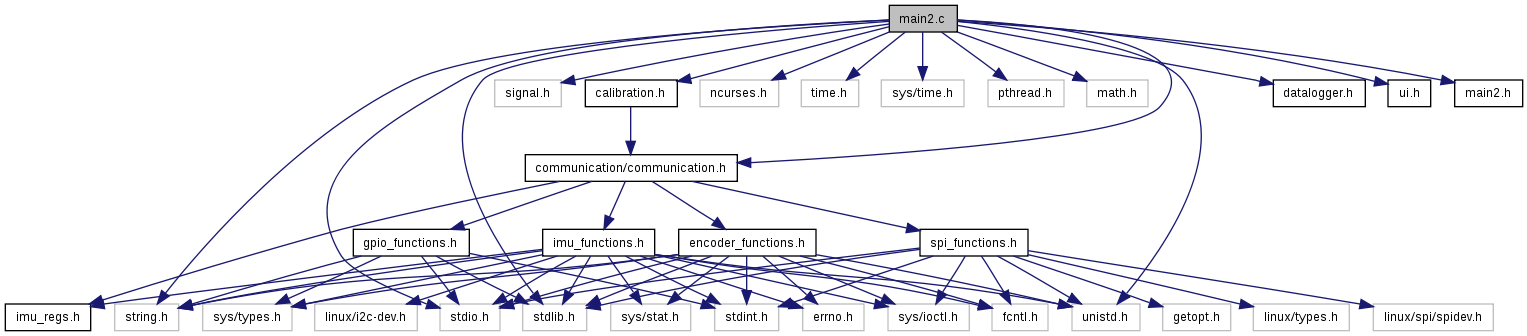 main2.c
signal.h
calibration.h
ncurses.h
time.h
sys/time.h
pthread.h
math.h
datalogger.h
ui.h
main2.h
communication/communication.h
gpio_functions.h
imu_functions.h
encoder_functions.h
spi_functions.h
imu_regs.h
string.h
sys/types.h
linux/i2c-dev.h
stdio.h
stdlib.h
sys/stat.h
stdint.h
errno.h
sys/ioctl.h
fcntl.h
unistd.h
getopt.h
linux/types.h
linux/spi/spidev.h